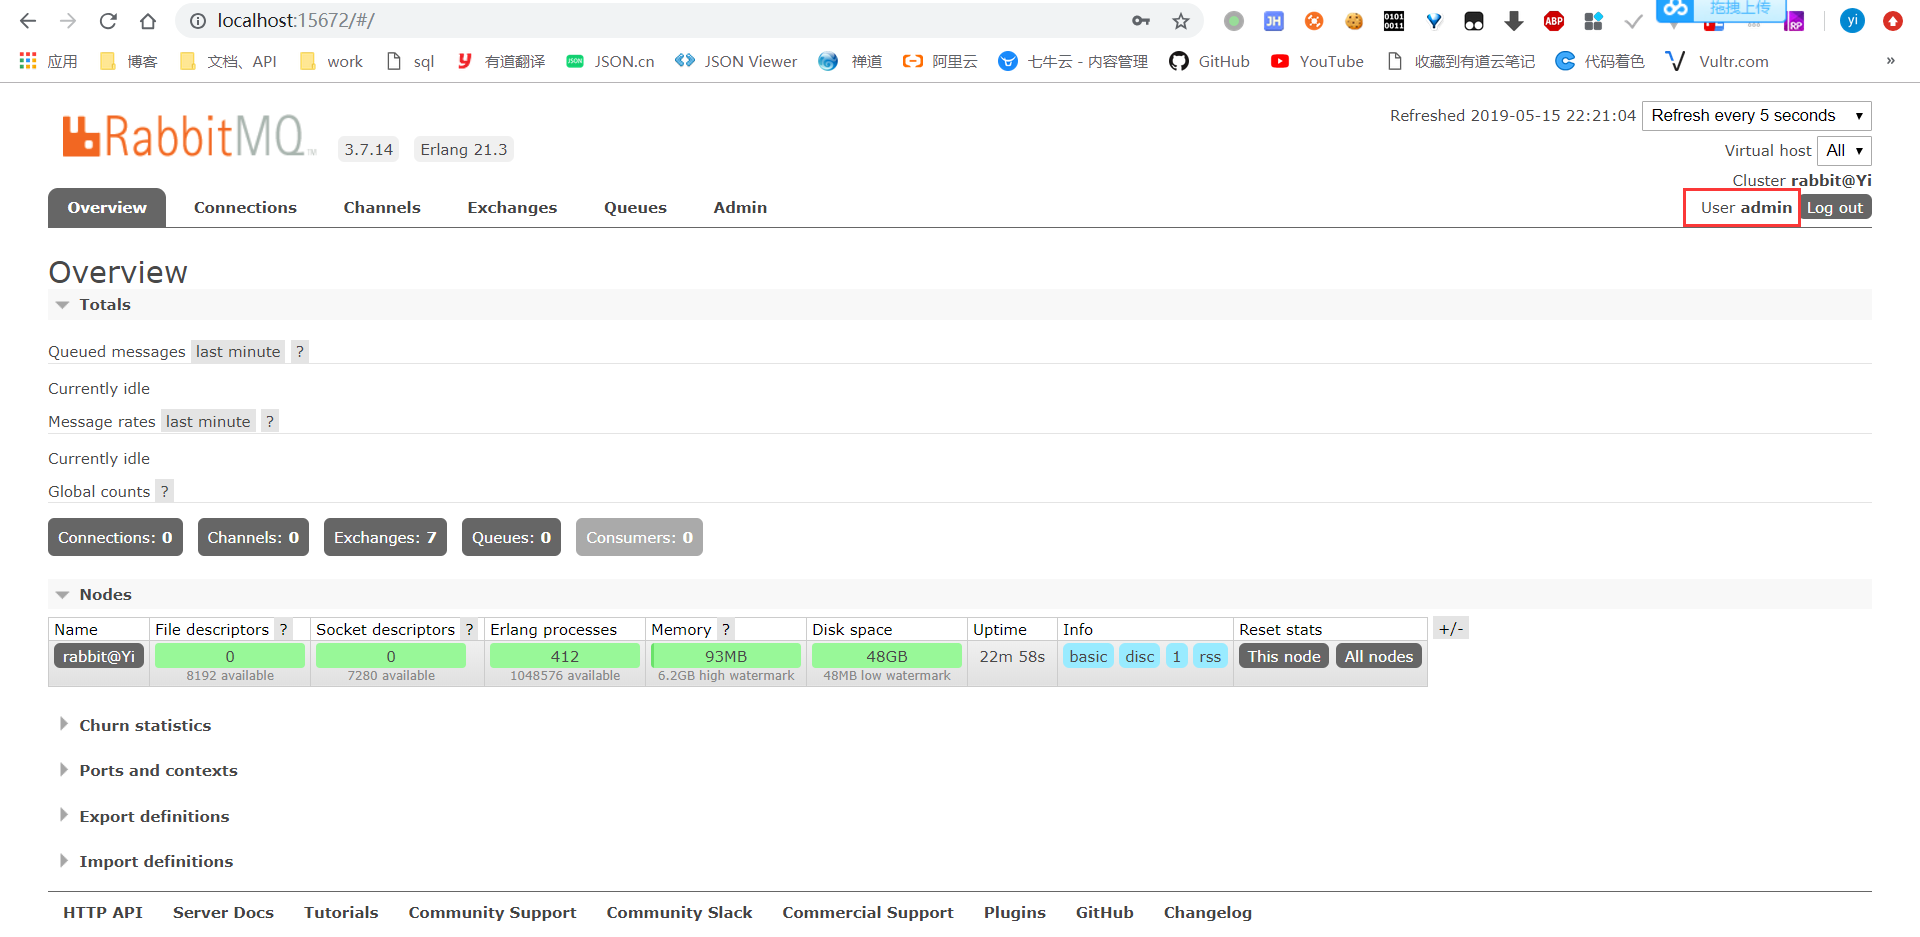 localhost:15672/#/
JH
0101
0011
ABP
拖拽上传
RP
yi
应用 博客 文档、API work sql 有道翻译 JSON JSON.cn JSON Viewer 禅道 阿里云 七牛云 - 内容管理 GitHub YouTube 收藏到有道云笔记 代码着色 Vultr.com »
RabbitMQ TM 3.7.14 Erlang 21.3
Refreshed 2019-05-15 22:21:04 Refresh every 5 seconds
Virtual host All
Cluster rabbit@Yi
User admin Log out
Overview Connections Channels Exchanges Queues Admin
Overview
Totals
Queued messages last minute ?
Currently idle
Message rates last minute ?
Currently idle
Global counts ?
Connections: 0 Channels: 0 Exchanges: 7 Queues: 0 Consumers: 0
Nodes
Name File descriptors ? Socket descriptors ? Erlang processes Memory ? Disk space Uptime Info Reset stats +/-
rabbit@Yi 0 0 412 93MB 48GB 22m 58s basic disc 1 rss This node All nodes
8192 available 7280 available 1048576 available 6.2GB high watermark 48MB low watermark
Churn statistics
Ports and contexts
Export definitions
Import definitions
HTTP API Server Docs Tutorials Community Support Community Slack Commercial Support Plugins GitHub Changelog